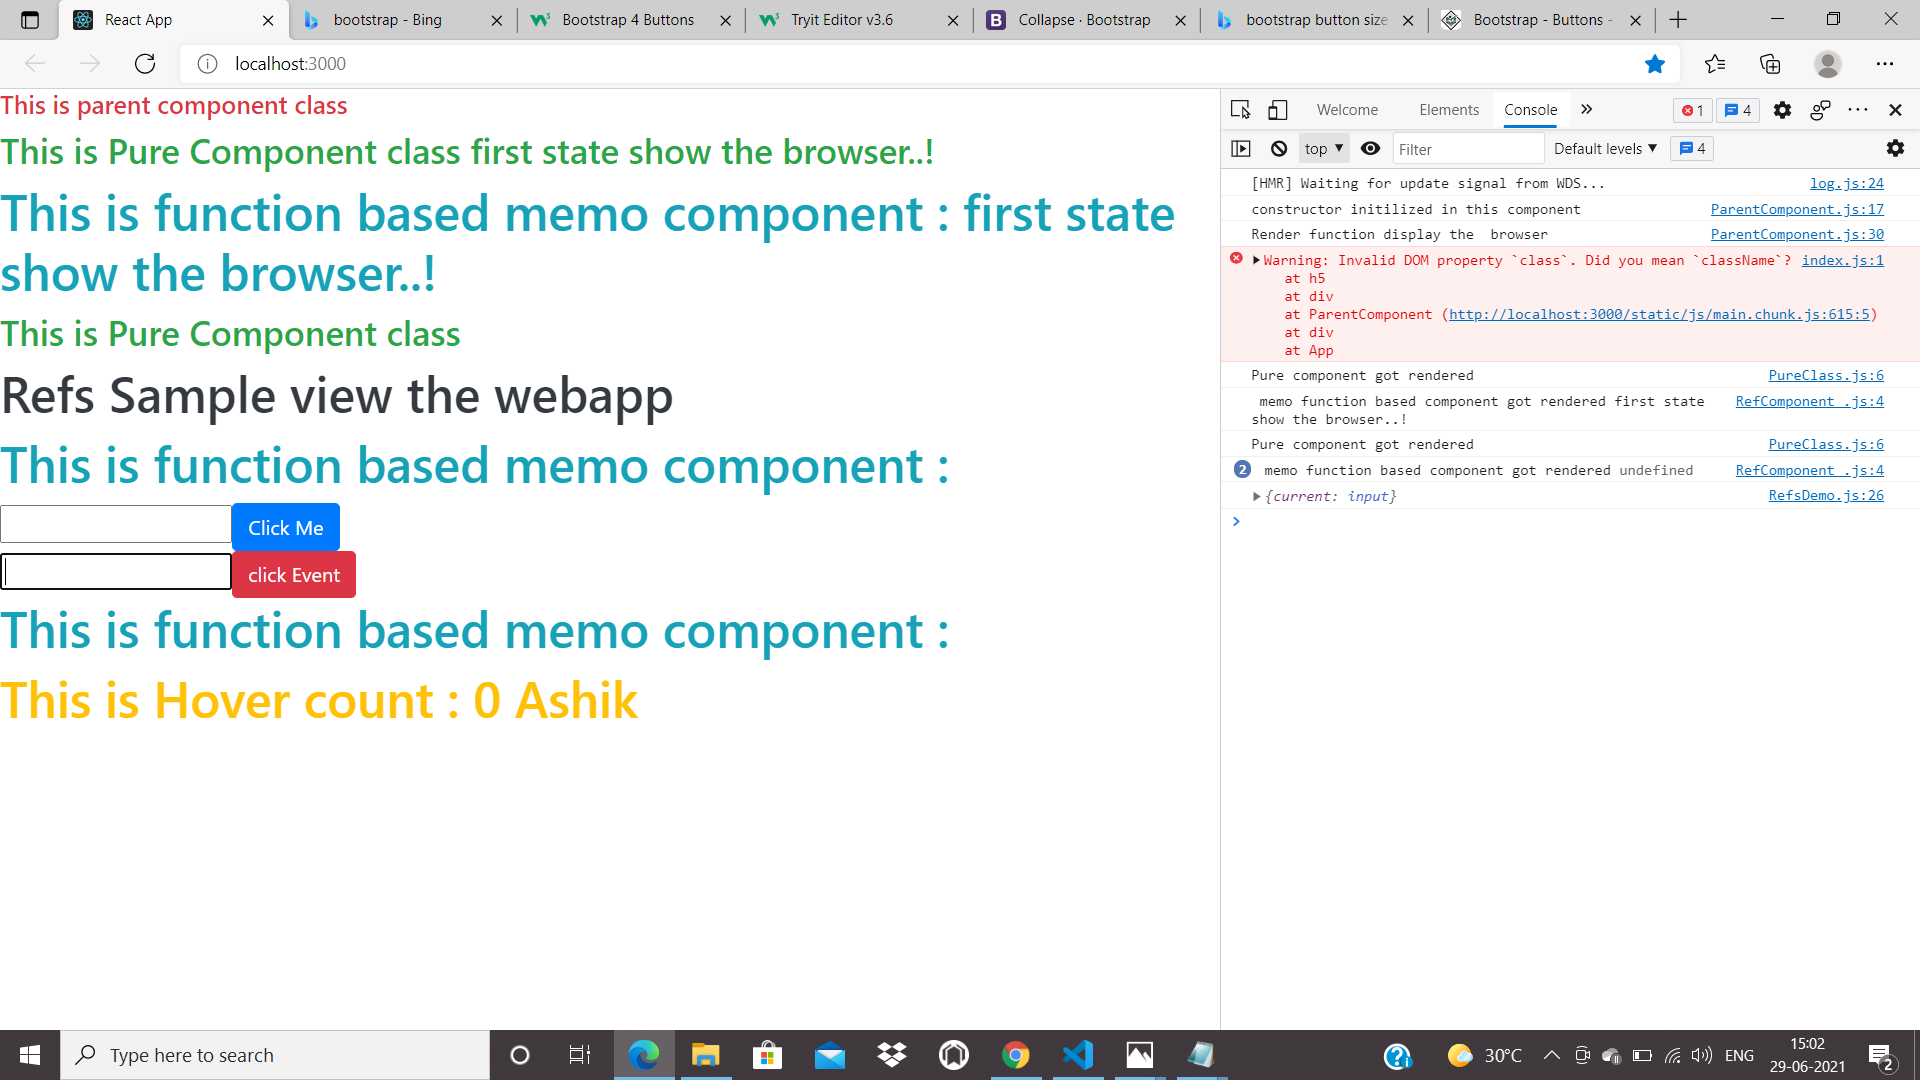 React App
bootstrap - Bing
Bootstrap 4 Buttons
Tryit Editor v3.6
Collapse · Bootstrap
bootstrap button size
Bootstrap - Buttons -
localhost:3000
This is parent component class
This is Pure Component class first state show the browser..!
This is function based memo component : first state
show the browser..!
This is Pure Component class
Refs Sample view the webapp
This is function based memo component :
Click Me
click Event
This is function based memo component :
This is Hover count : 0 Ashik
Welcome Elements Console 1 4
top Filter Default levels 4
[HMR] Waiting for update signal from WDS... log.js:24
constructor initilized in this component ParentComponent.js:17
Render function display the  browser ParentComponent.js:30
Warning: Invalid DOM property `class`. Did you mean `className`? index.js:1
at h5
at div
at ParentComponent (http://localhost:3000/static/js/main.chunk.js:615:5)
at div
at App
Pure component got rendered PureClass.js:6
memo function based component got rendered first state RefComponent_.js:4
show the browser..!
Pure component got rendered PureClass.js:6
2 memo function based component got rendered undefined RefComponent_.js:4
{current: input} RefsDemo.js:26
Type here to search
30°C
ENG
15:02
29-06-2021
2